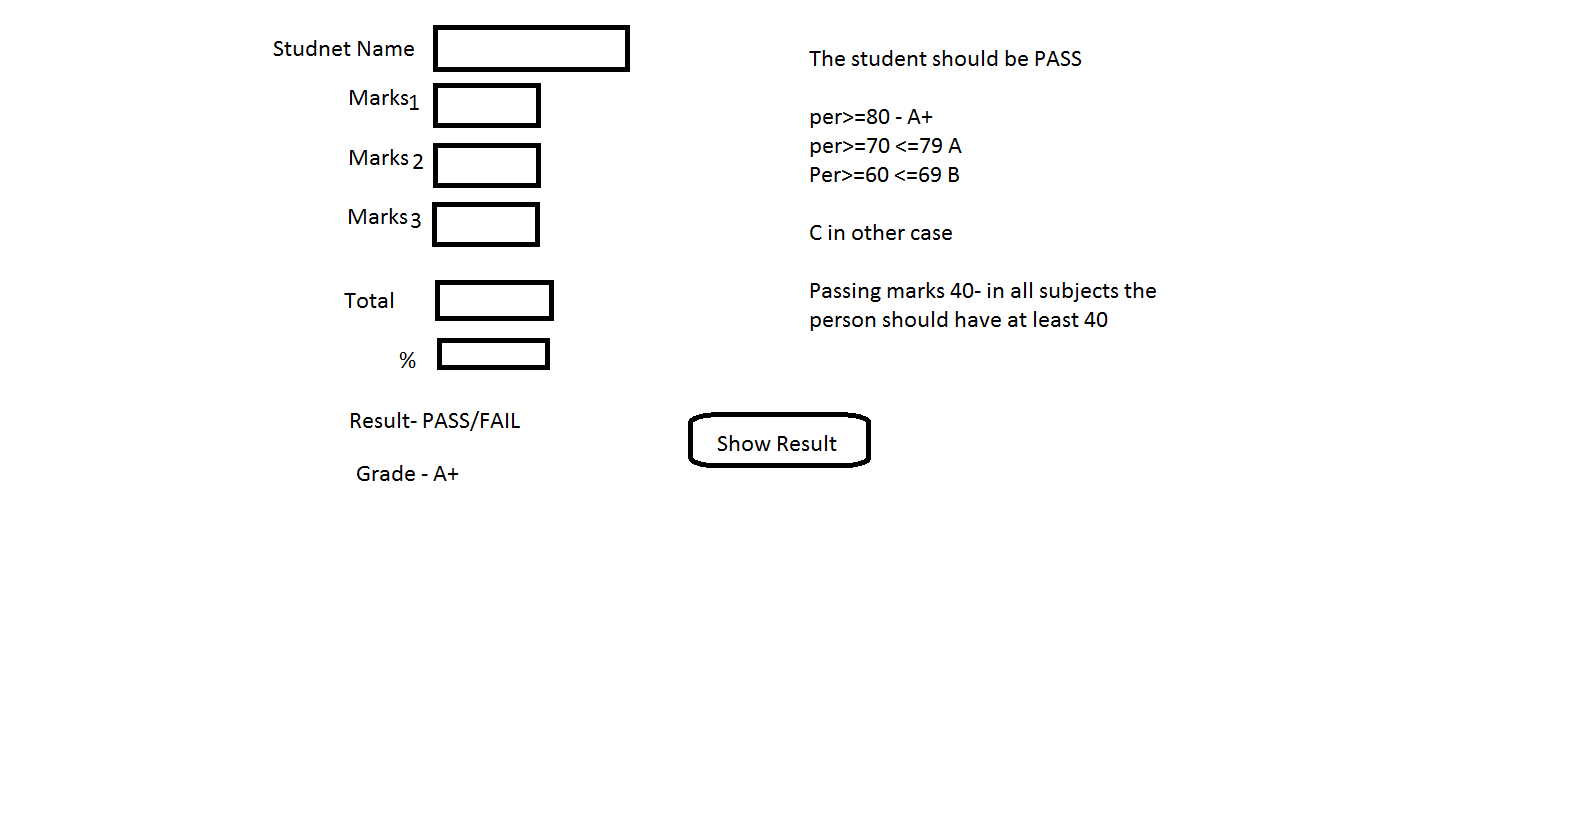 Studnet Name
Marks1
Marks 2
Marks3
Total
%
Result- PASS/FAIL
Grade - A+
The student should be PASS
per>=80 - A+
per>=70 <=79 A
Per>=60 <=69 B
C in other case
Passing marks 40- in all subjects the
person should have at least 40
Show Result